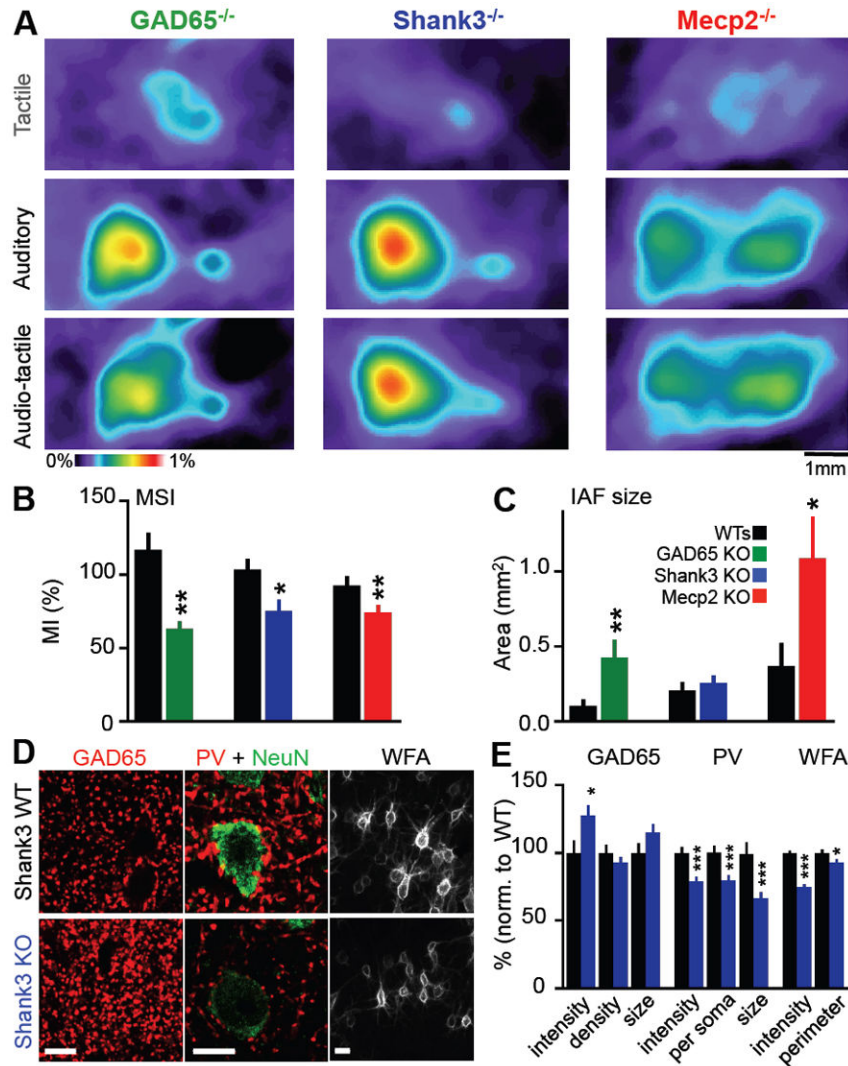 A
GAD65-/- Shank3-/- Mecp2-/-
Tactile
Auditory
Audio-tactile
0% 1%
1mm
B
MSI
MI (%)
150
100
50
0
**
*
**
C
IAF size
Area (mm²)
1.0
0.5
0.0
WTs
GAD65 KO
Shank3 KO
Mecp2 KO
**
*
D
GAD65 PV + NeuN WFA
Shank3 WT
Shank3 KO
E
GAD65 PV WFA
% (norm. to WT)
150
100
50
0
*
***
***
***
***
*
intensity
density
size
intensity
per soma
size
intensity
perimeter